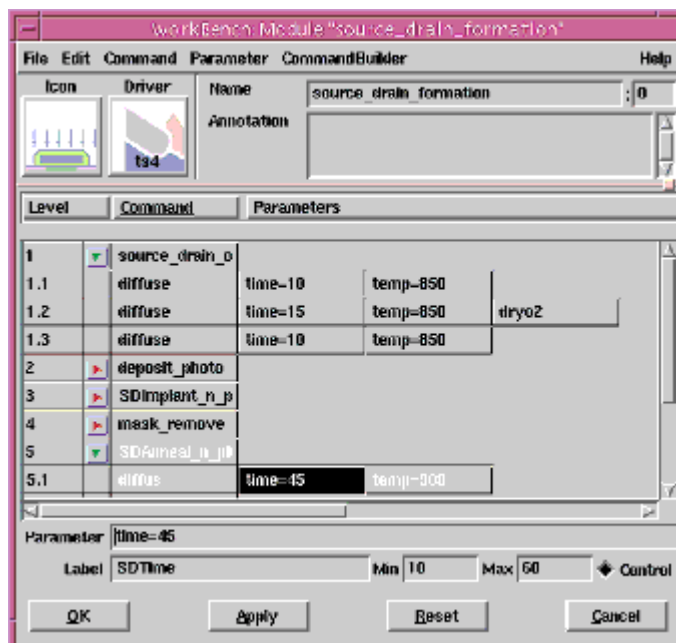 WorkBench: Module "source_drain_formation"
File Edit Command Parameter CommandBuilder Help
Icon Driver Name source_drain_formation : 0
Annotation
ts4
Level Command Parameters
1 source_drain_o
1.1 diffuse time=10 temp=850
1.2 diffuse time=15 temp=850 dryo2
1.3 diffuse time=10 temp=850
2 deposit_photo
3 SDImplant_n_p
4 mask_remove
5 SDAnneal_n_pl
5.1 diffus time=45 temp=900
Parameter time=45
Label SDTime Min 10 Max 60 Control
OK Apply Reset Cancel